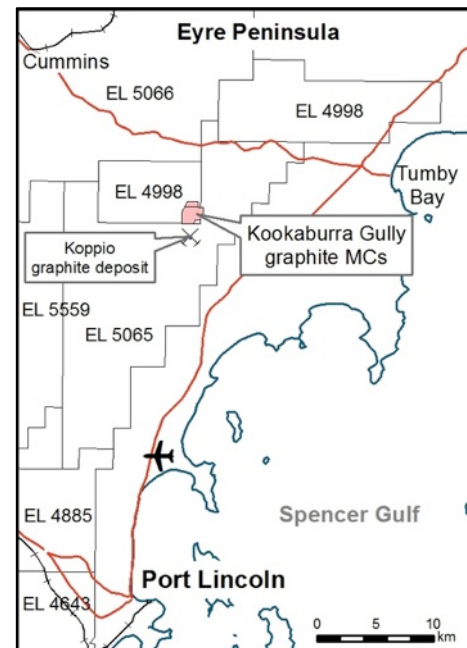 Eyre Peninsula
Cummins
EL 5066
EL 4998
EL 4998
Tumby
Bay
Kookaburra Gully
graphite MCs
Koppio
graphite deposit
EL 5559
EL 5065
Spencer Gulf
EL 4885
Port Lincoln
EL 4643
0 10
km